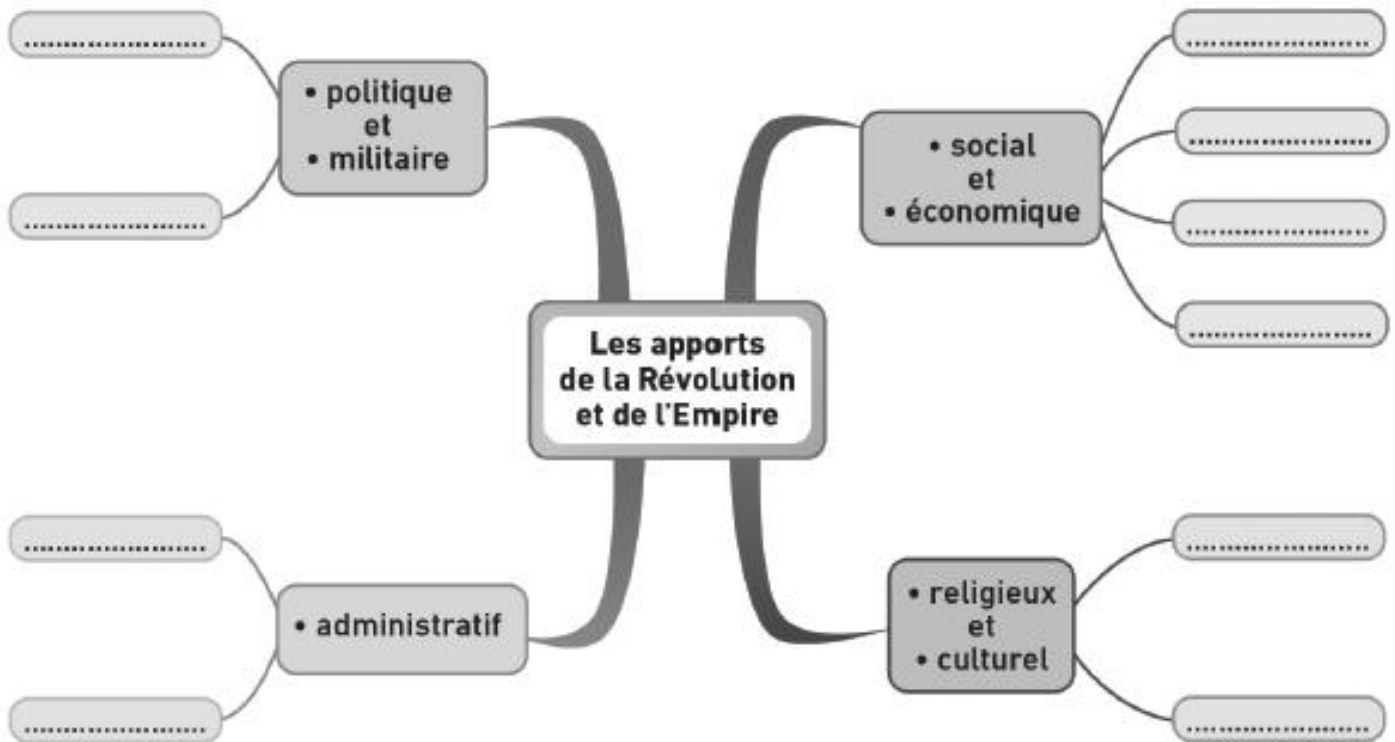 • politique
et
• militaire
• social
et
• économique
Les apports
de la Révolution
et de l'Empire
• administratif
• religieux
et
• culturel